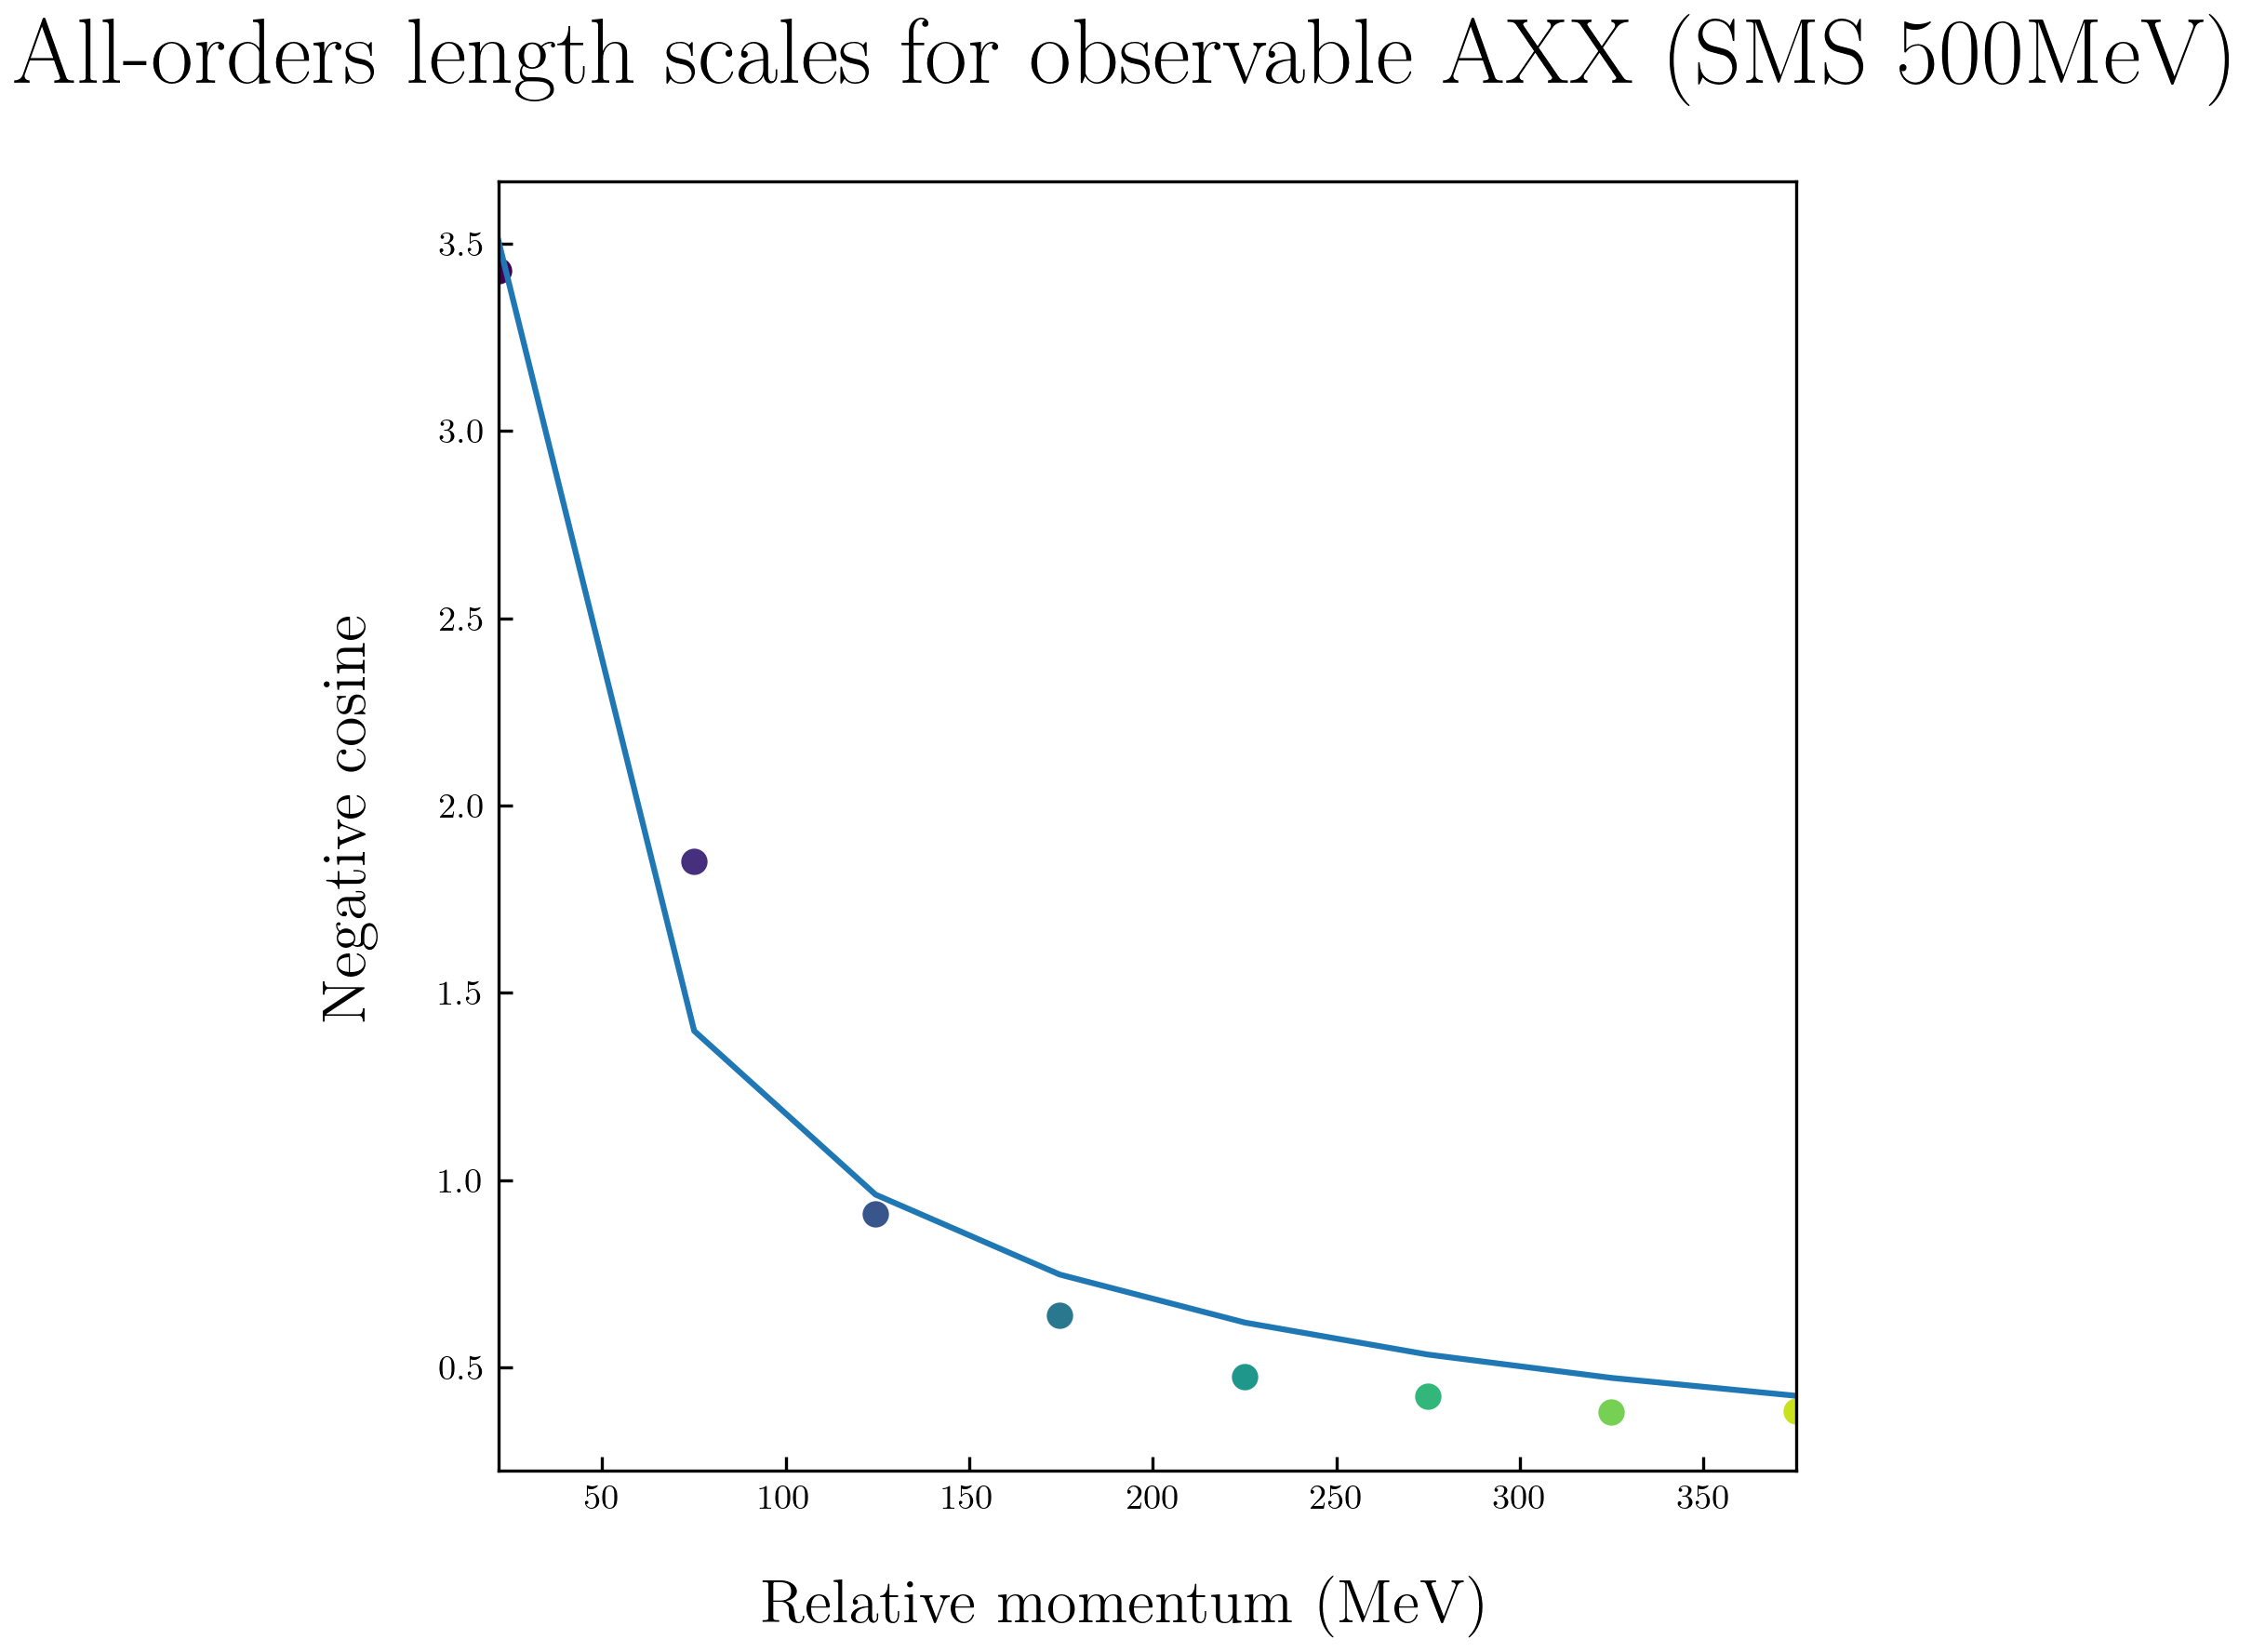 All-orders length scales for observable AXX (SMS 500MeV)
3.5
3.0
2.5
2.0
1.5
1.0
0.5
Negative cosine
50 100 150 200 250 300 350
Relative momentum (MeV)